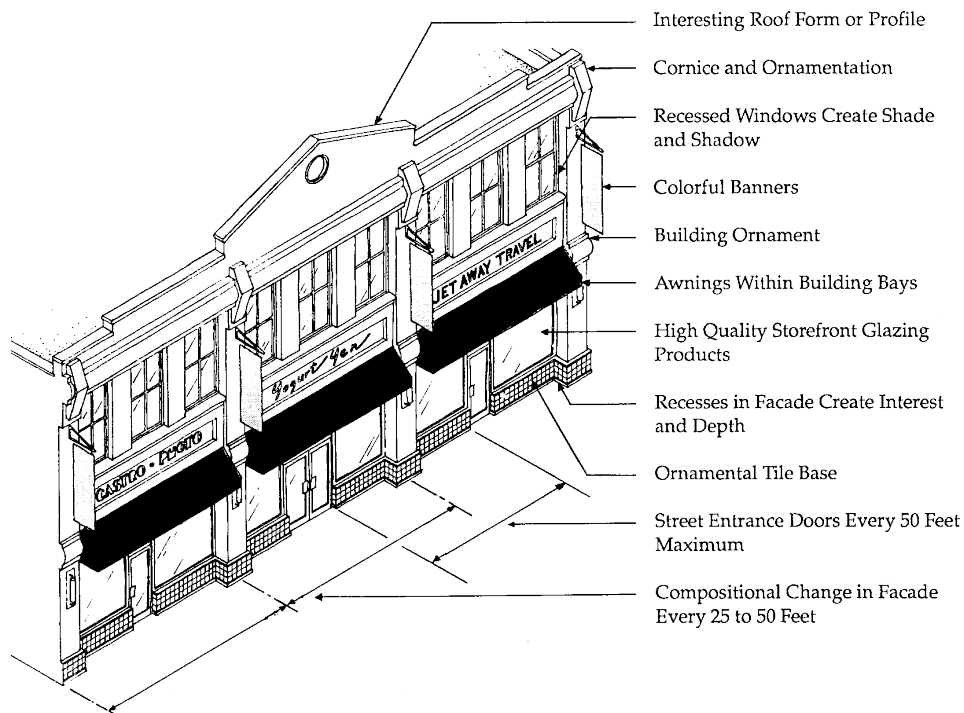 Interesting Roof Form or Profile
Cornice and Ornamentation
Recessed Windows Create Shade
and Shadow
Colorful Banners
Building Ornament
Awnings Within Building Bays
High Quality Storefront Glazing
Products
Recesses in Facade Create Interest
and Depth
Ornamental Tile Base
Street Entrance Doors Every 50 Feet
Maximum
Compositional Change in Facade
Every 25 to 50 Feet
JET AWAY TRAVEL
Yogurt Yen
CASTRO • PHOTO